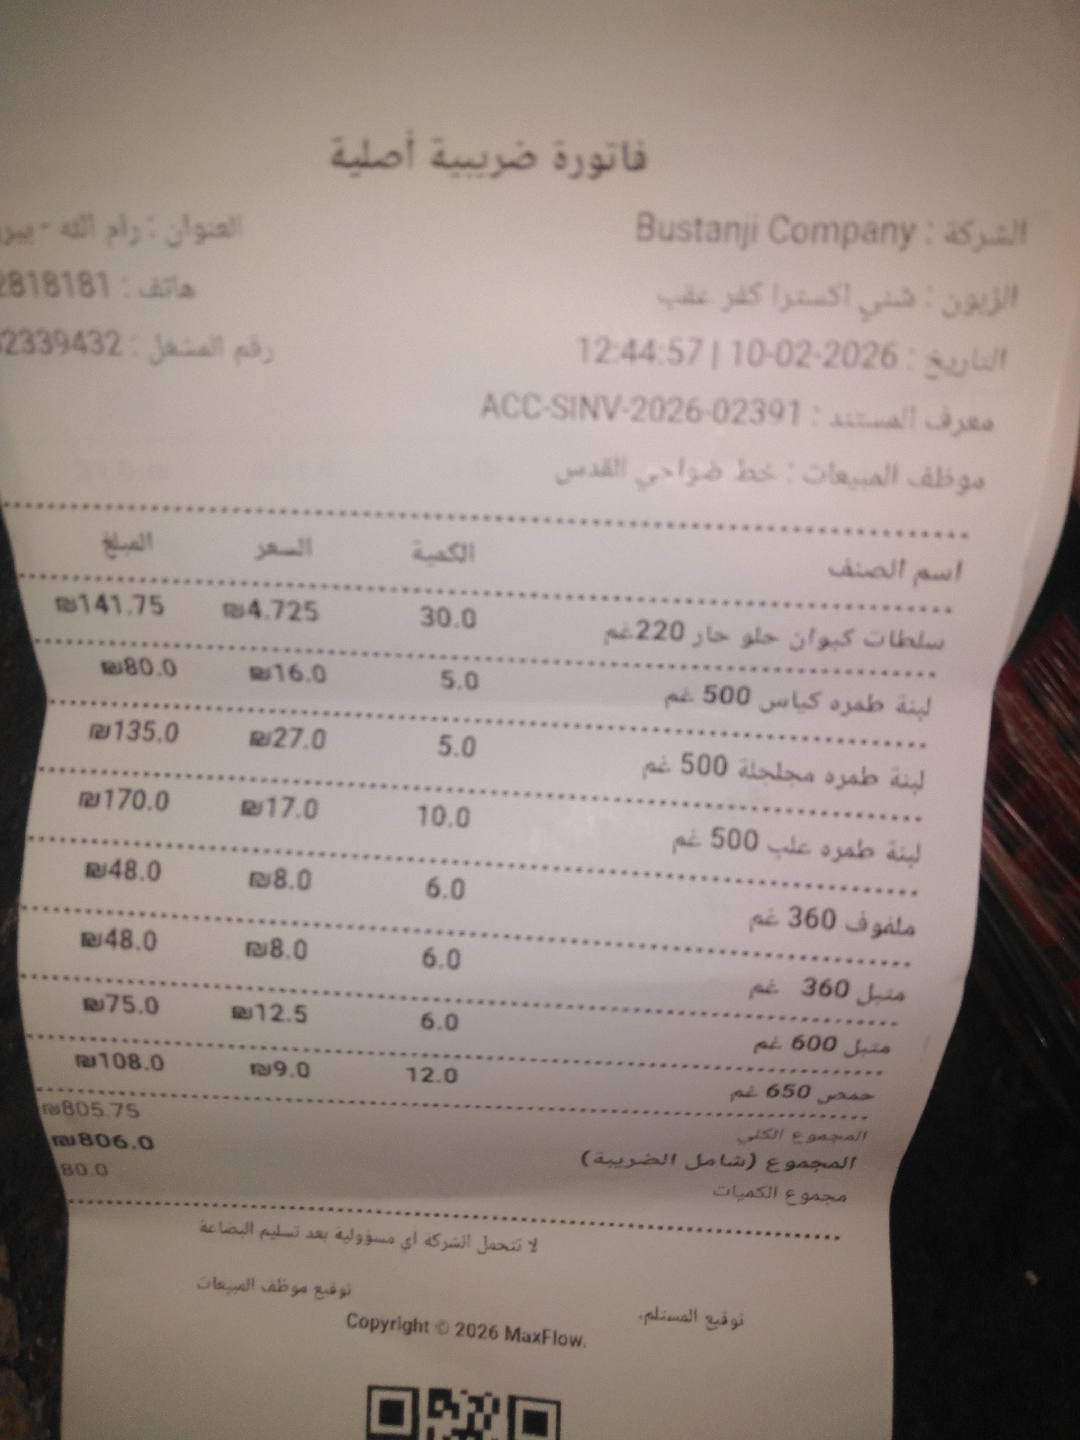 فاتورة ضريبية أصلية
الشركة : Bustanji Company العنوان : رام الله -
الزبون : شني اكسترا كفر عقب هاتف : 2818181
التاريخ : 10-02-2026 | 12:44:57 رقم المشغل : 2339432
معرف المستند : ACC-SINV-2026-02391
موظف المبيعات : خط ضواحي القدس
اسم الصنف الكمية السعر المبلغ
سلطات كيوان حلو حار 220غم 30.0 ₪4.725 ₪141.75
لبنة طمره كياس 500 غم 5.0 ₪16.0 ₪80.0
لبنة طمره مجلجلة 500 غم 5.0 ₪27.0 ₪135.0
لبنة طمره علب 500 غم 10.0 ₪17.0 ₪170.0
ملفوف 360 غم 6.0 ₪8.0 ₪48.0
متبل 360 غم 6.0 ₪8.0 ₪48.0
متبل 600 غم 6.0 ₪12.5 ₪75.0
حمص 650 غم 12.0 ₪9.0 ₪108.0
المجموع الكلي ₪805.75
المجموع (شامل الضريبة) ₪806.0
مجموع الكميات 80.0
لا تتحمل الشركة أي مسؤولية بعد تسليم البضاعة
توقيع المستلم. توقيع موظف المبيعات
Copyright © 2026 MaxFlow.